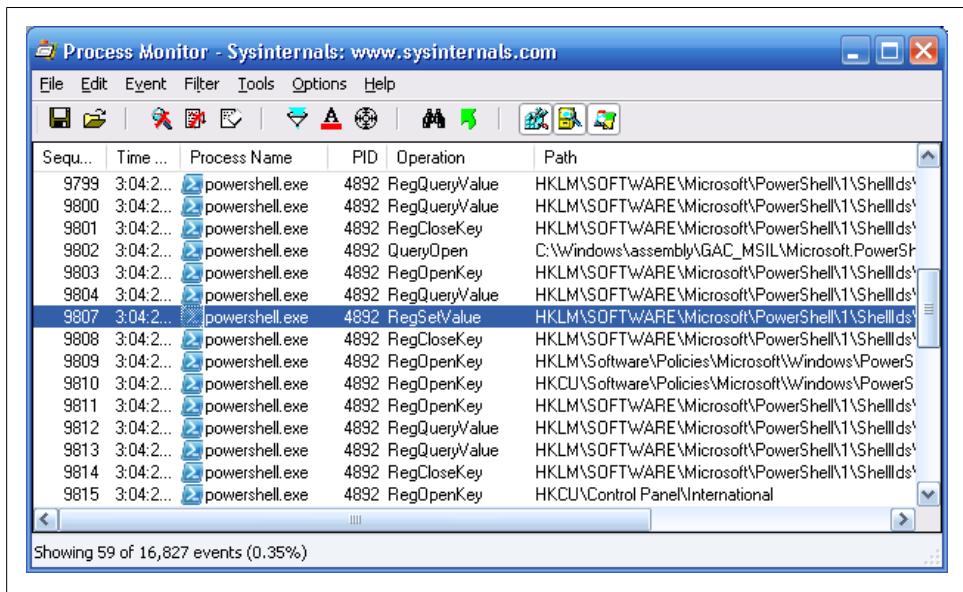 Process Monitor - Sysinternals: www.sysinternals.com
File Edit Event Filter Tools Options Help
Sequ... Time ... Process Name PID Operation Path
9799 3:04:2... powershell.exe 4892 RegQueryValue HKLM\SOFTWARE\Microsoft\PowerShell\1\ShellIds\
9800 3:04:2... powershell.exe 4892 RegQueryValue HKLM\SOFTWARE\Microsoft\PowerShell\1\ShellIds\
9801 3:04:2... powershell.exe 4892 RegCloseKey HKLM\SOFTWARE\Microsoft\PowerShell\1\ShellIds\
9802 3:04:2... powershell.exe 4892 QueryOpen C:\Windows\assembly\GAC_MSIL\Microsoft.PowerSh
9803 3:04:2... powershell.exe 4892 RegOpenKey HKLM\SOFTWARE\Microsoft\PowerShell\1\ShellIds\
9804 3:04:2... powershell.exe 4892 RegQueryValue HKLM\SOFTWARE\Microsoft\PowerShell\1\ShellIds\
9807 3:04:2... powershell.exe 4892 RegSetValue HKLM\SOFTWARE\Microsoft\PowerShell\1\ShellIds\
9808 3:04:2... powershell.exe 4892 RegCloseKey HKLM\SOFTWARE\Microsoft\PowerShell\1\ShellIds\
9809 3:04:2... powershell.exe 4892 RegOpenKey HKLM\Software\Policies\Microsoft\Windows\PowerS
9810 3:04:2... powershell.exe 4892 RegOpenKey HKCU\Software\Policies\Microsoft\Windows\PowerS
9811 3:04:2... powershell.exe 4892 RegOpenKey HKLM\SOFTWARE\Microsoft\PowerShell\1\ShellIds\
9812 3:04:2... powershell.exe 4892 RegQueryValue HKLM\SOFTWARE\Microsoft\PowerShell\1\ShellIds\
9813 3:04:2... powershell.exe 4892 RegQueryValue HKLM\SOFTWARE\Microsoft\PowerShell\1\ShellIds\
9814 3:04:2... powershell.exe 4892 RegCloseKey HKLM\SOFTWARE\Microsoft\PowerShell\1\ShellIds\
9815 3:04:2... powershell.exe 4892 RegOpenKey HKCU\Control Panel\International
Showing 59 of 16,827 events (0.35%)